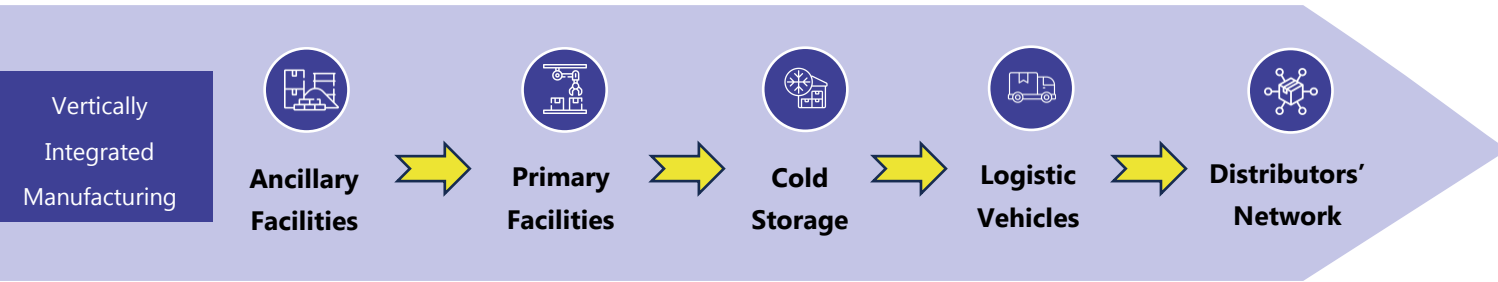 Vertically
Integrated
Manufacturing
Ancillary
Facilities
Primary
Facilities
Cold
Storage
Logistic
Vehicles
Distributors’
Network